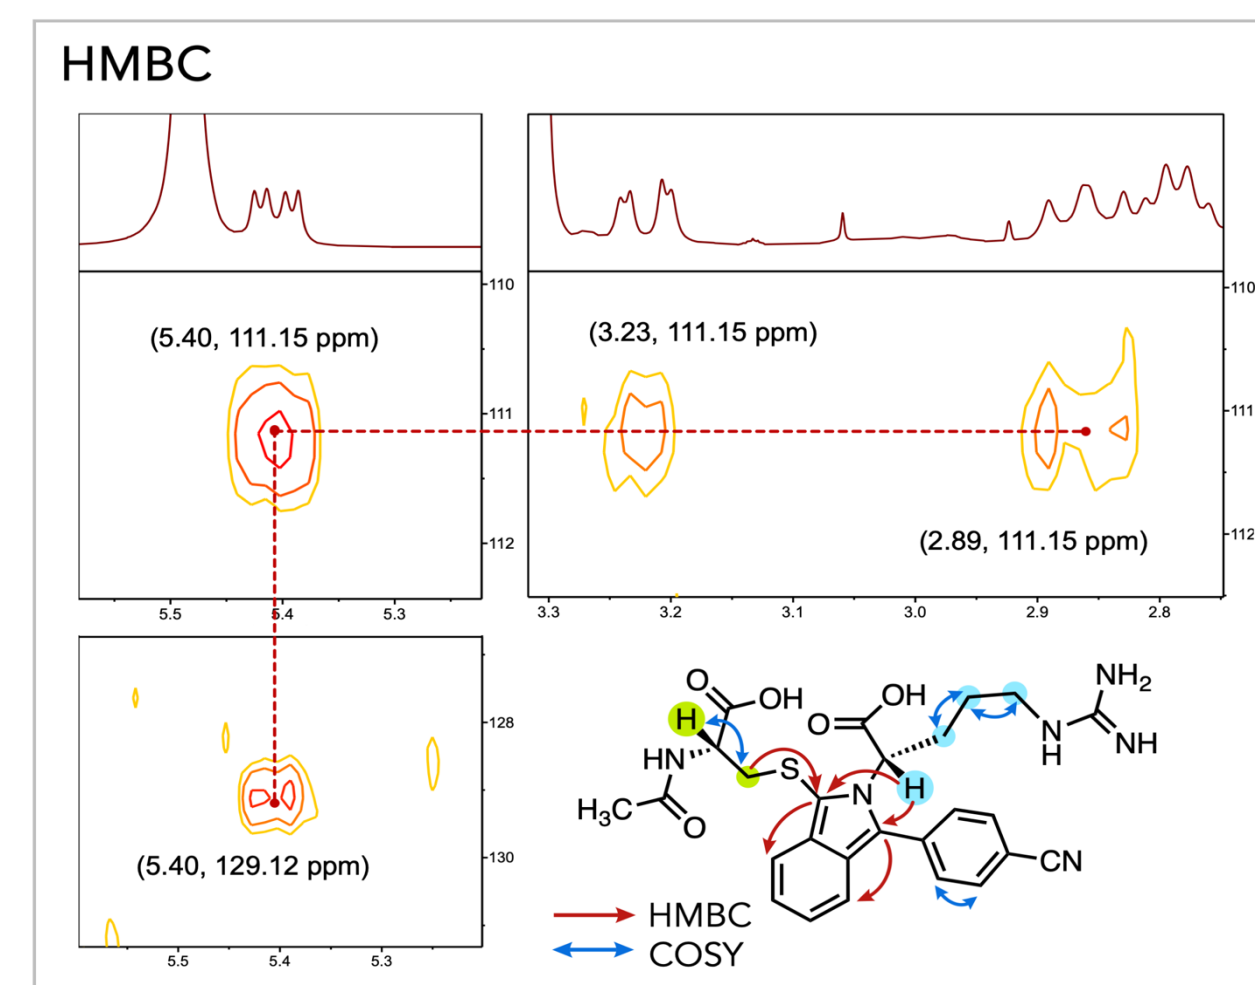 HMBC
(5.40, 111.15 ppm)
110
111
112
5.5
5.4
5.3
(3.23, 111.15 ppm)
(2.89, 111.15 ppm)
110
111
112
3.3
3.2
3.1
3.0
2.9
2.8
(5.40, 129.12 ppm)
128
130
5.5
5.4
5.3
O
OH
H
HN
S
H₃C
O
O
OH
N
H
N
H
NH₂
NH
CN
HMBC
COSY